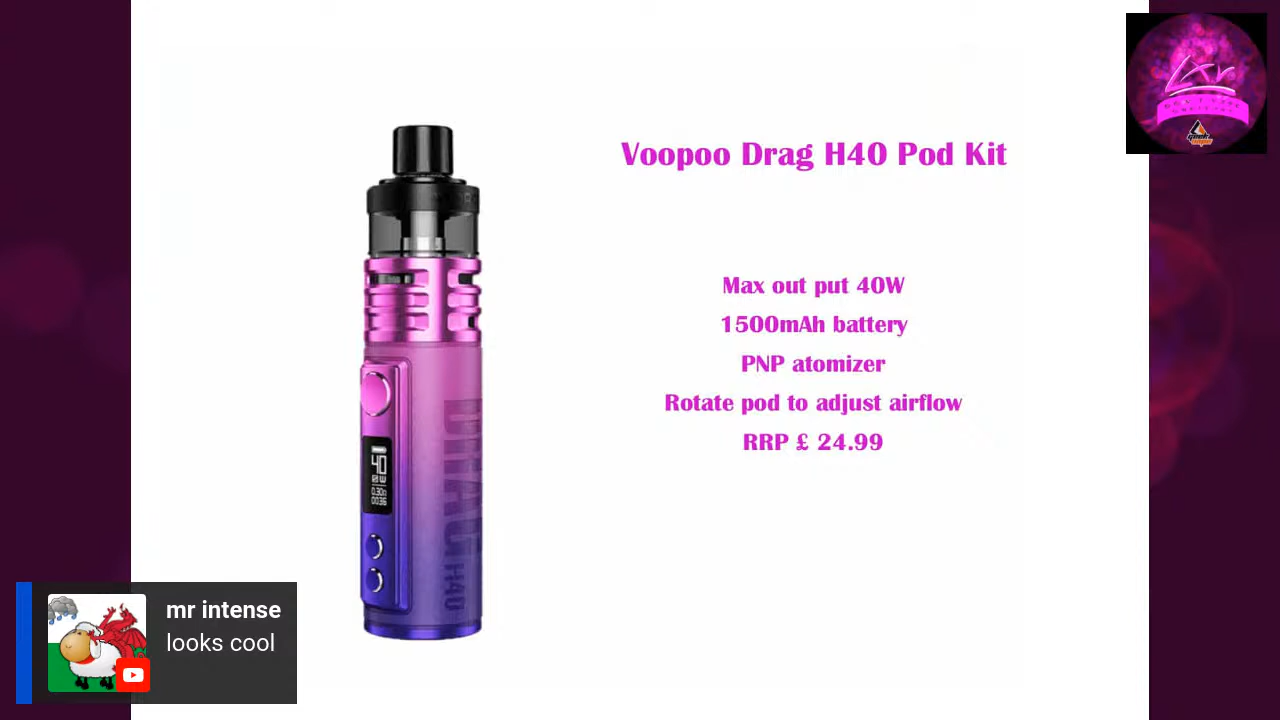 Voopoo Drag H40 Pod Kit
Max out put 40W
1500mAh battery
PNP atomizer
Rotate pod to adjust airflow
RRP £ 24.99
DRAG H40
40
W
mr intense
looks cool